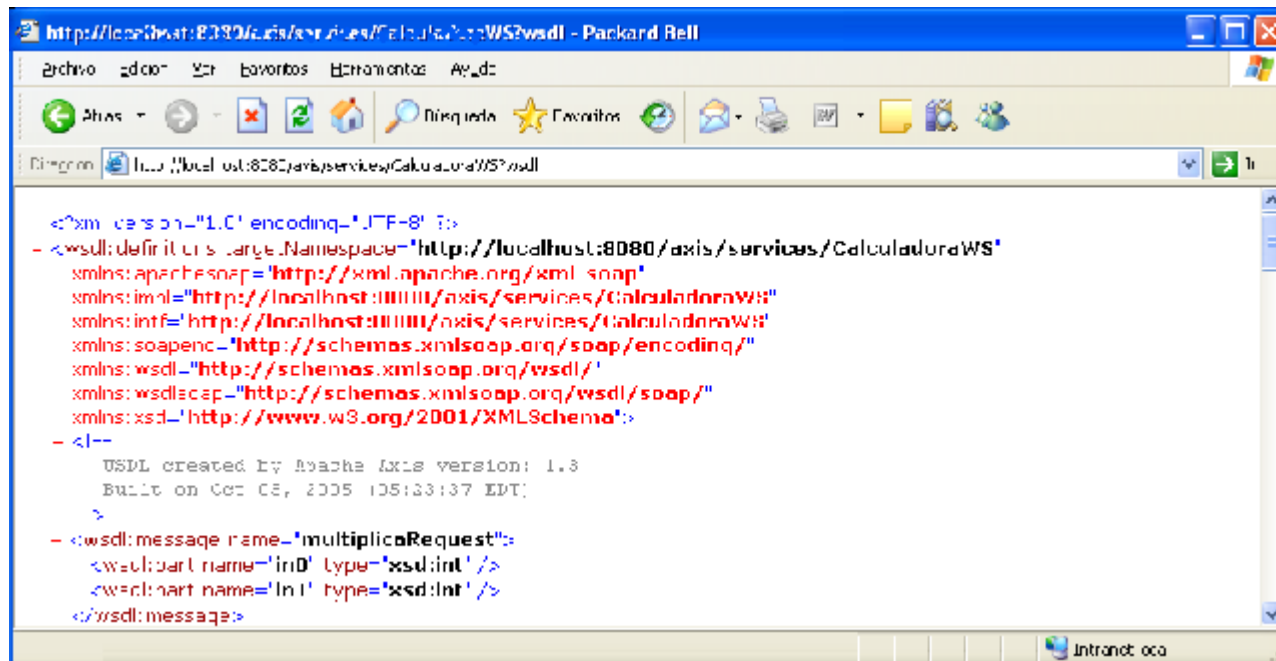 http://localhost:8080/axis/services/CalculadoraWS?wsdl - Packard Bell
Archivo Edicion Ver Favoritos Herramientas Ayuda
Atras Búsqueda Favoritos
Direccion http://localhost:8080/axis/services/CalculadoraWS?wsdl Ir
<?xml version="1.0" encoding="UTF-8" ?>
- <wsdl:definitions targetNamespace="http://localhost:8080/axis/services/CalculadoraWS"
xmlns:apachesoap="http://xml.apache.org/xml-soap"
xmlns:impl="http://localhost:8080/axis/services/CalculadoraWS"
xmlns:intf="http://localhost:8080/axis/services/CalculadoraWS"
xmlns:soapenc="http://schemas.xmlsoap.org/soap/encoding/"
xmlns:wsdl="http://schemas.xmlsoap.org/wsdl/"
xmlns:wsdlsoap="http://schemas.xmlsoap.org/wsdl/soap/"
xmlns:xsd="http://www.w3.org/2001/XMLSchema">
- <!--
WSDL created by Apache Axis version: 1.3
Built on Oct 05, 2005 (05:23:37 EDT)
-->
- <wsdl:message name="multiplicaRequest">
<wsdl:part name="in0" type="xsd:int" />
<wsdl:part name="in1" type="xsd:int" />
</wsdl:message>
Intranet local